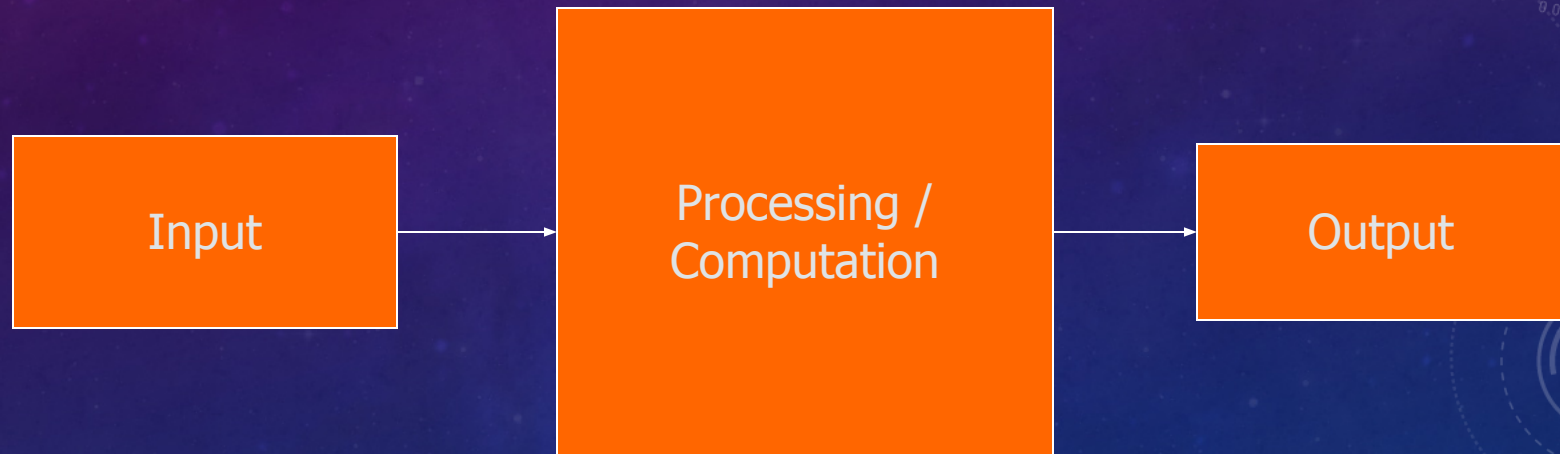 Input
Processing /
Computation
Output